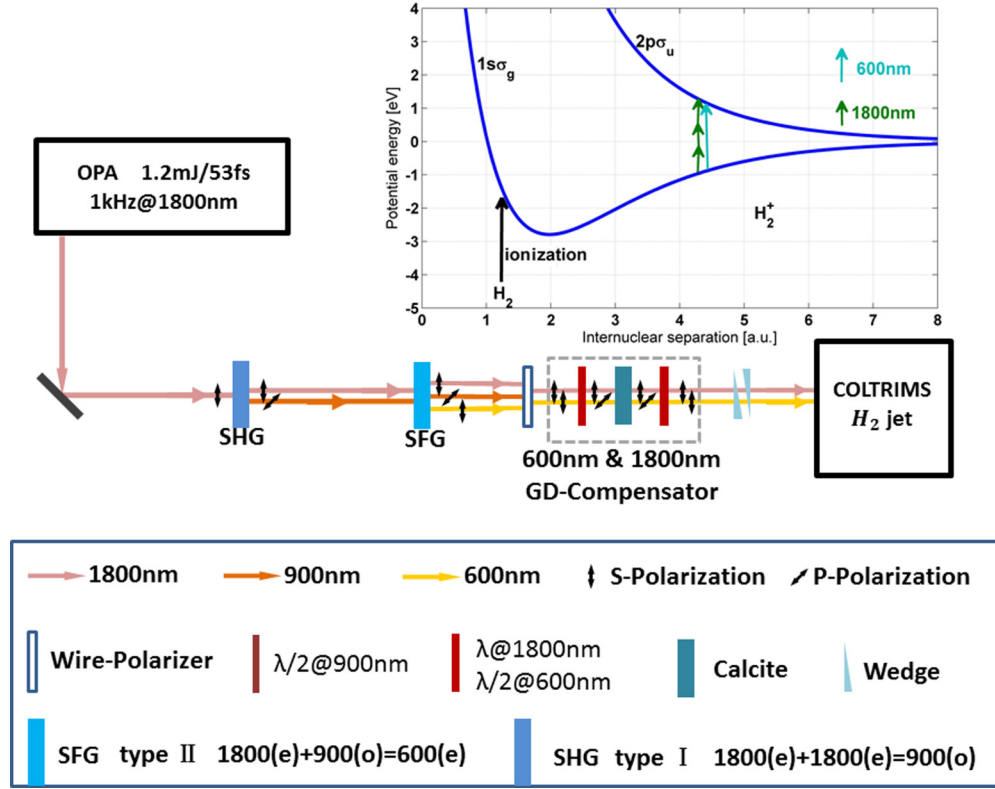 4
3
2
1
0
-1
-2
-3
-4
-5
Potential energy [eV]
1sσg
2pσu
600nm
1800nm
H2+
ionization
H2
0 1 2 3 4 5 6 7 8
Internuclear separation [a.u.]
OPA 1.2mJ/53fs
1kHz@1800nm
SHG
SFG
600nm & 1800nm
GD-Compensator
COLTRIMS
H2 jet
1800nm 900nm 600nm S-Polarization P-Polarization
Wire-Polarizer
λ/2@900nm
λ@1800nm
λ/2@600nm
Calcite
Wedge
SFG type Ⅱ 1800(e)+900(o)=600(e)
SHG type Ⅰ 1800(e)+1800(e)=900(o)